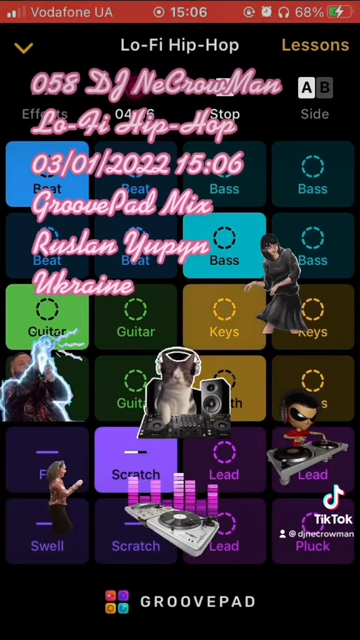 Vodafone UA 15:06 68%
Lo-Fi Hip-Hop Lessons
058 DJ NeCrowMan
Effects 04 Stop Side
A B
Lo-Fi Hip-Hop
03/01/2022 15:06
Beat Beat Bass Bass
GroovePad Mix
Ruslan Yupyn
Beat Beat Bass Bass
Ukraine
Guitar Guitar Keys Keys
Scratch Lead Lead
Swell Scratch Lead Pluck
TikTok
@djnecrowman
GROOVEPAD